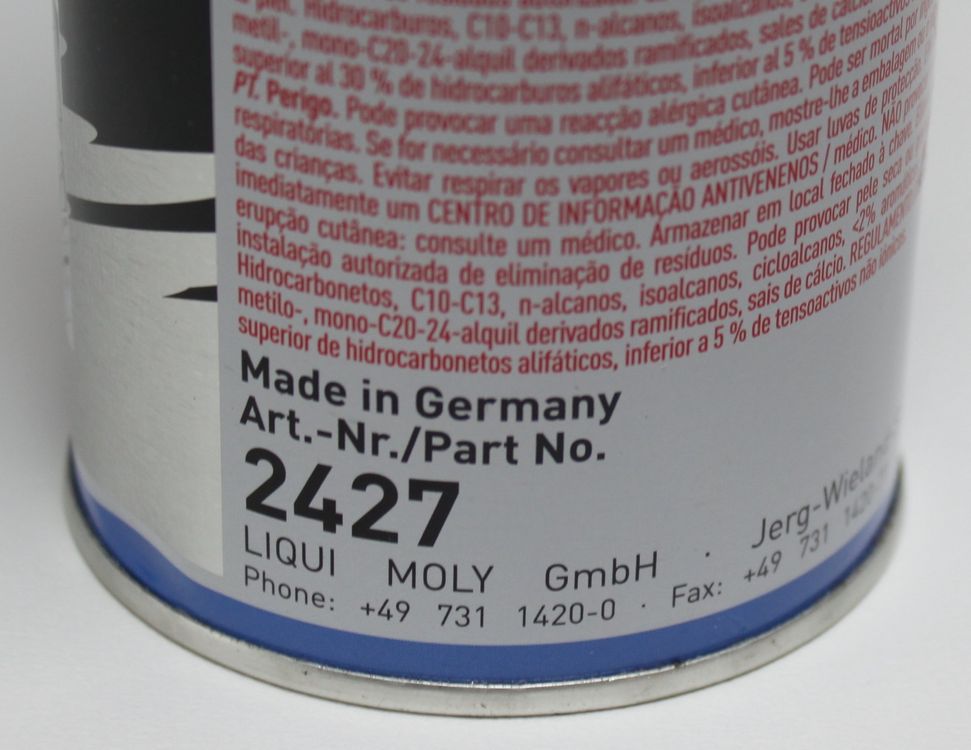 a piel. Hidrocarburos, C10-C13, n-alcanos, isoalcanos,
metil-, mono-C20-24-alquil derivados ramificados, sales de calcio
superior al 30 % de hidrocarburos alifáticos, inferior al 5 % de tensioactivos
PT. Perigo. Pode provocar uma reacção alérgica cutânea. Pode ser mortal por
respiratórias. Se for necessário consultar um médico, mostre-lhe a embalagem ou
das crianças. Evitar respirar os vapores ou aerossóis. Usar luvas de protecção.
imediatamente um CENTRO DE INFORMAÇÃO ANTIVENENOS / médico. NÃO
erupção cutânea: consulte um médico. Armazenar em local fechado à chave.
instalação autorizada de eliminação de resíduos. Pode provocar pele seca ou
Hidrocarbonetos, C10-C13, n-alcanos, isoalcanos, cicloalcanos, <2%
metilo-, mono-C20-24-alquil derivados ramificados, sais de cálcio.
superior de hidrocarbonetos alifáticos, inferior a 5 % de tensoactivos não iónicos.
Made in Germany
Art.-Nr./Part No.
2427
LIQUI MOLY GmbH · Jerg-Wieland
Phone: +49 731 1420-0 · Fax: +49 731